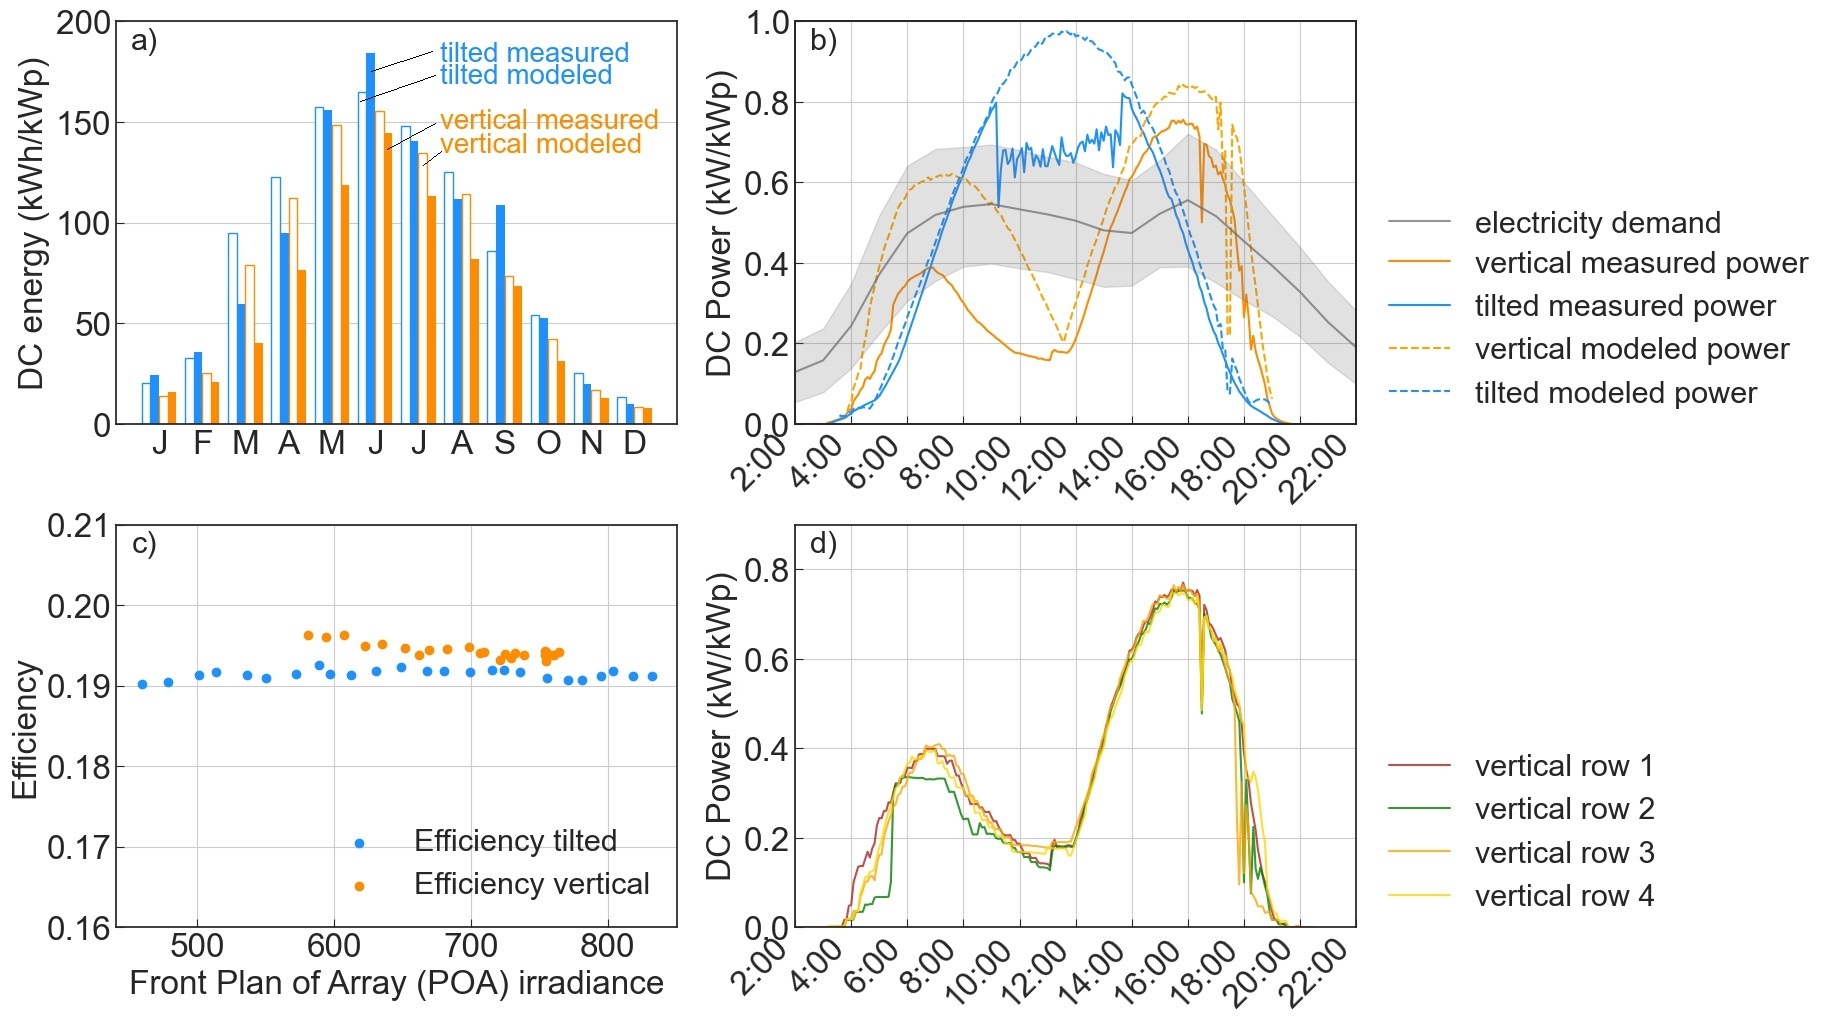 a)
DC energy (kWh/kWp)
200
150
100
50
0
tilted measured
tilted modeled
vertical measured
vertical modeled
J F M A M J J A S O N D
b)
DC Power (kW/kWp)
1.0
0.8
0.6
0.4
0.2
0.0
2:00 4:00 6:00 8:00 10:00 12:00 14:00 16:00 18:00 20:00 22:00
electricity demand
vertical measured power
tilted measured power
vertical modeled power
tilted modeled power
c)
Efficiency
0.21
0.20
0.19
0.18
0.17
0.16
Efficiency tilted
Efficiency vertical
500 600 700 800
Front Plan of Array (POA) irradiance
d)
DC Power (kW/kWp)
0.8
0.6
0.4
0.2
0.0
2:00 4:00 6:00 8:00 10:00 12:00 14:00 16:00 18:00 20:00 22:00
vertical row 1
vertical row 2
vertical row 3
vertical row 4